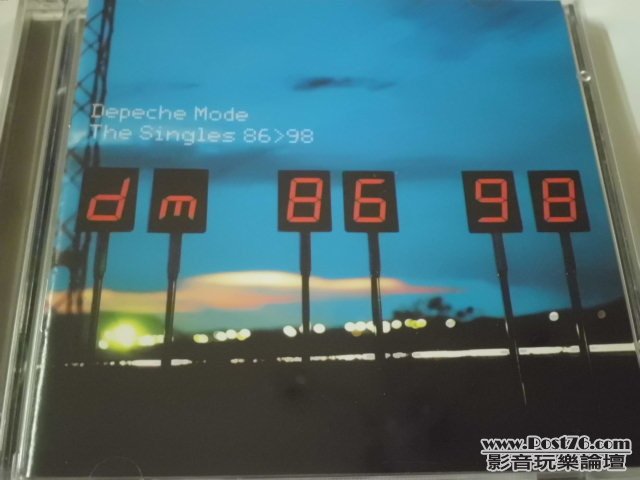 Depeche Mode
The Singles 86>98
dm 86 98
www.Post76.com
影音玩樂論壇